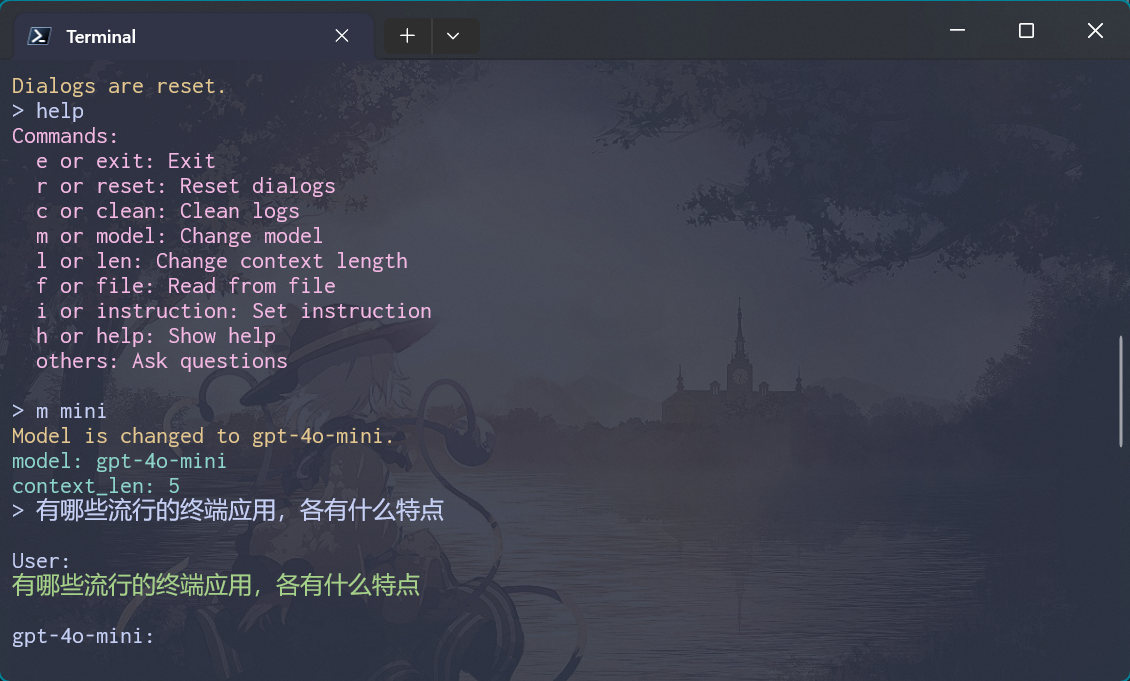 Terminal
Dialogs are reset.
> help
Commands:
  e or exit: Exit
  r or reset: Reset dialogs
  c or clean: Clean logs
  m or model: Change model
  l or len: Change context length
  f or file: Read from file
  i or instruction: Set instruction
  h or help: Show help
  others: Ask questions
> m mini
Model is changed to gpt-4o-mini.
model: gpt-4o-mini
context_len: 5
> 有哪些流行的终端应用，各有什么特点
User:
有哪些流行的终端应用，各有什么特点
gpt-4o-mini: